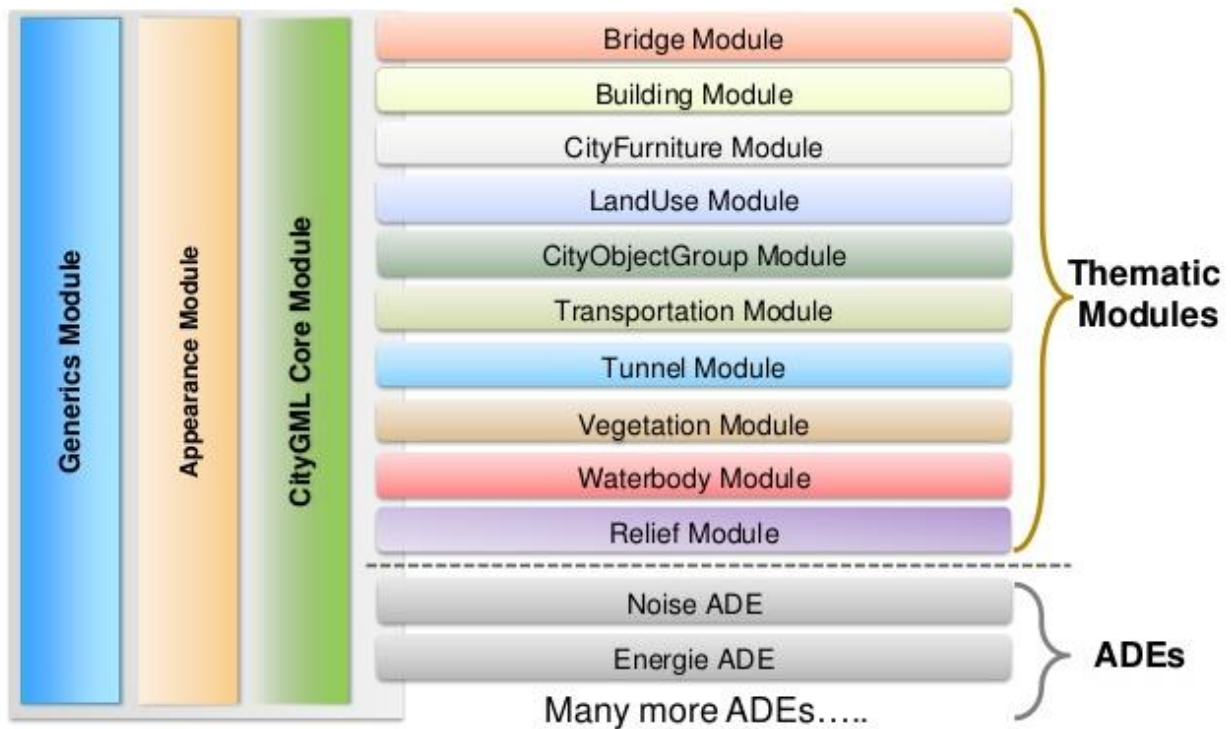 Generics Module
Appearance Module
CityGML Core Module
Bridge Module
Building Module
CityFurniture Module
LandUse Module
CityObjectGroup Module
Transportation Module
Tunnel Module
Vegetation Module
Waterbody Module
Relief Module
Thematic
Modules
Noise ADE
Energie ADE
Many more ADEs.....
ADEs